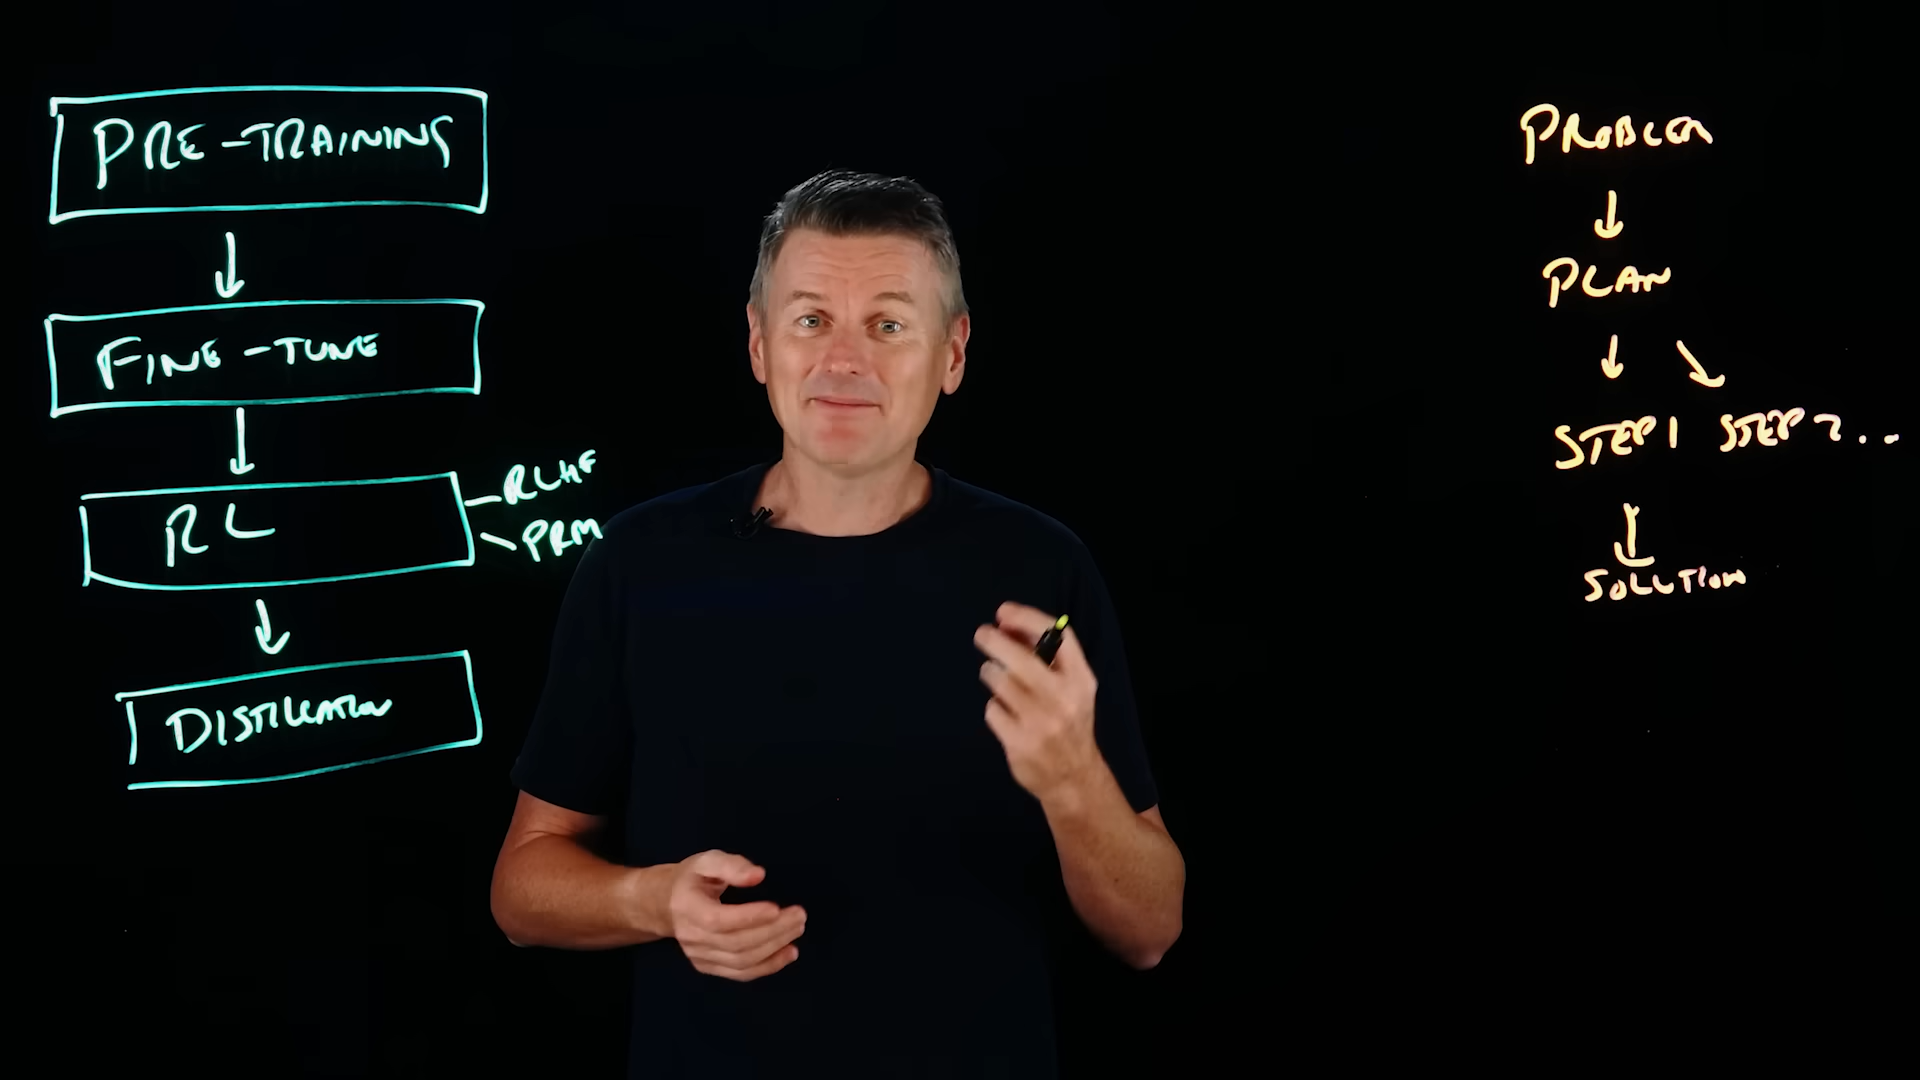 PRE-TRAINING
FINE-TUNE
RL
RLHF
PRM
DISTILLATION
PROBLEM
PLAN
STEP 1 STEP 2...
SOLUTION